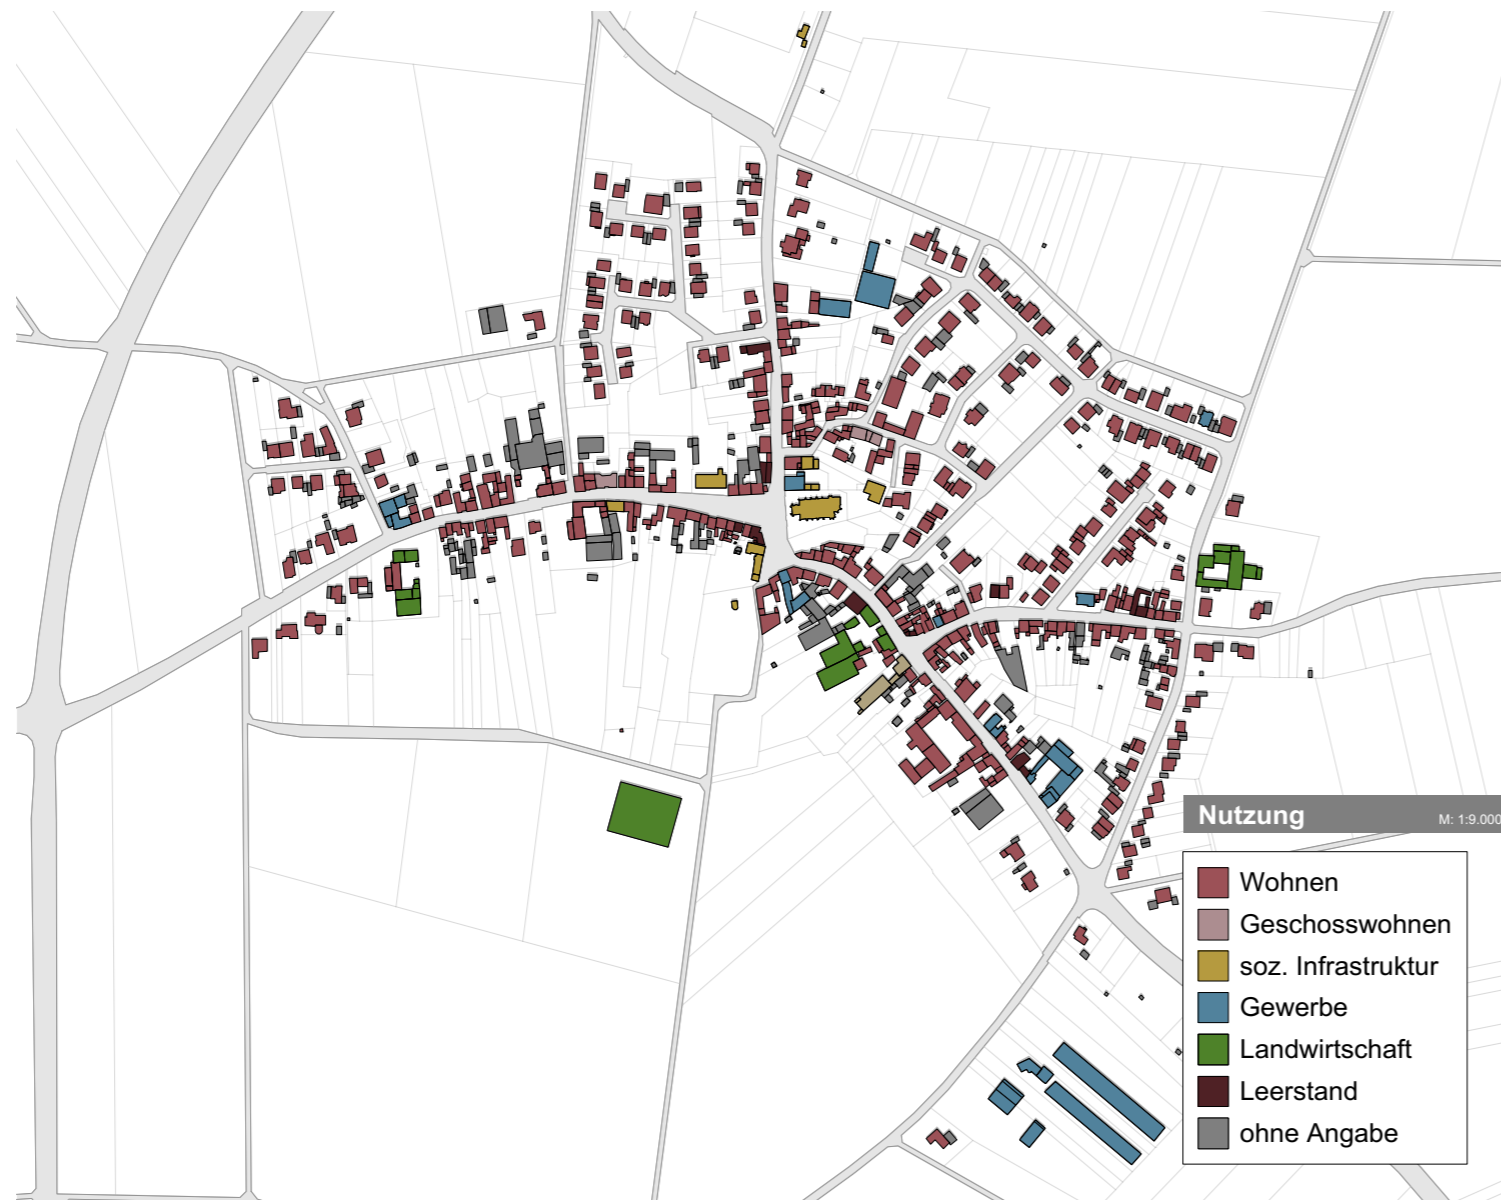 Nutzung
M: 1:9.000
Wohnen
Geschosswohnen
soz. Infrastruktur
Gewerbe
Landwirtschaft
Leerstand
ohne Angabe